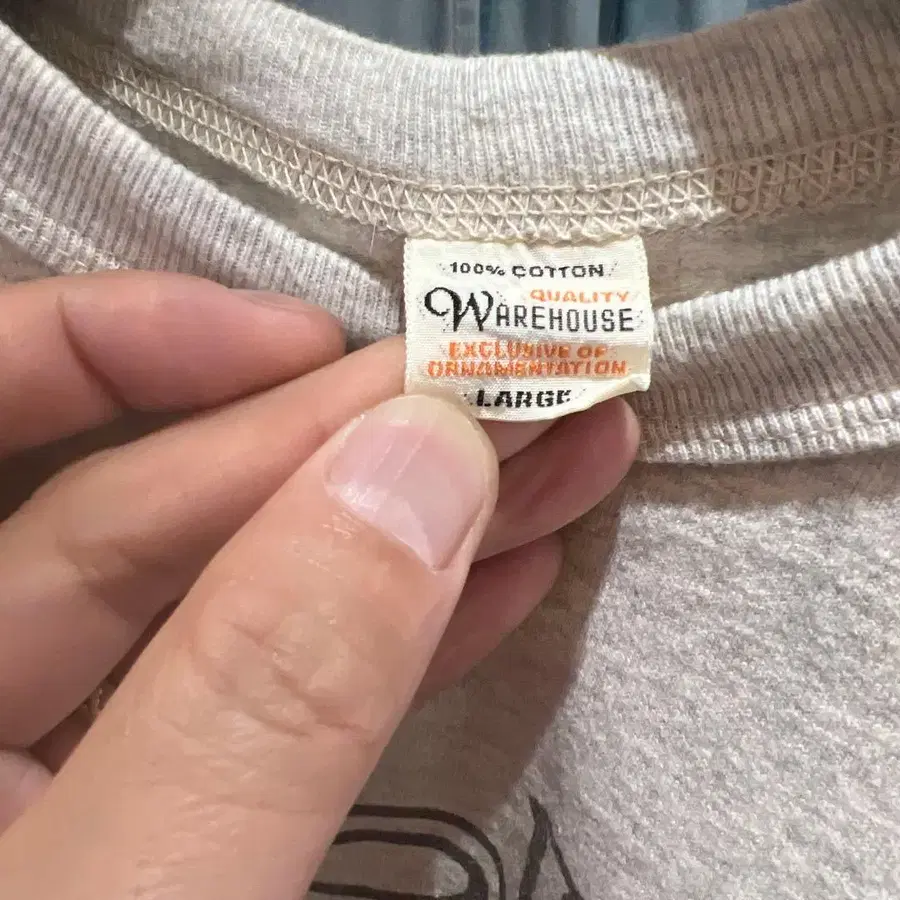 100% COTTON
QUALITY
WAREHOUSE
EXCLUSIVE OF
ORNAMENTATION
LARGE